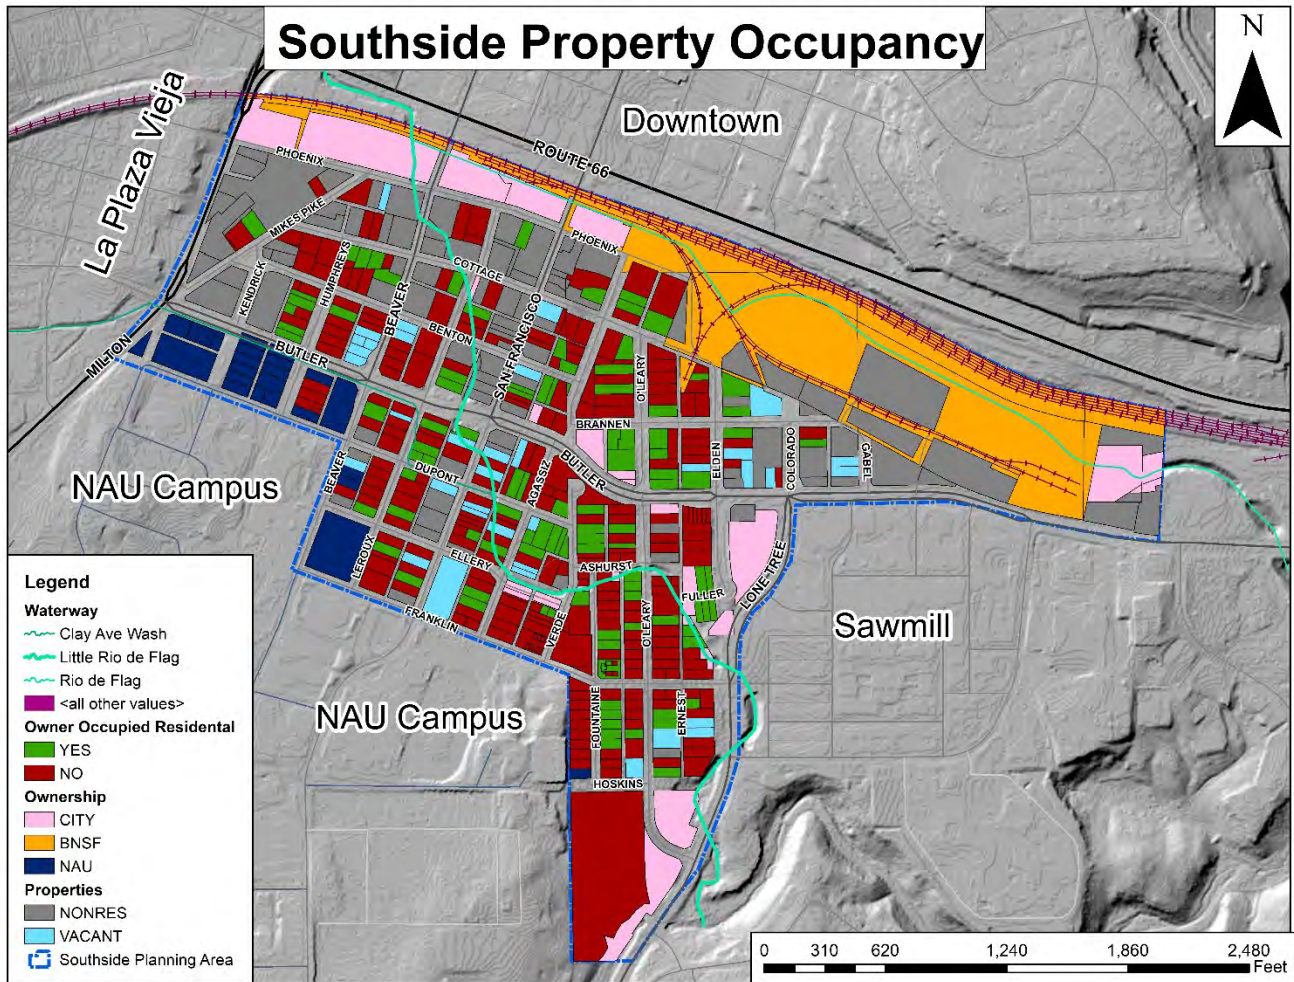 Southside Property Occupancy
N
Downtown
La Plaza Vieja
ROUTE 66
PHOENIX
MIKES PIKE
PHOENIX
COTTAGE
HUMPHREYS
KENDRICK
BEAVER
SAN FRANCISCO
BENTON
MILTON
BUTLER
O'LEARY
BRANNEN
ELDEN
COLORADO
GABEL
BUTLER
AGASSIZ
DUPONT
BEAVER
NAU Campus
LEROUX
ELLERY
ASHURST
FULLER
LONE TREE
FRANKLIN
VERDE
O'LEARY
Sawmill
NAU Campus
FOUNTAINE
ERNEST
HOSKINS
Legend
Waterway
Clay Ave Wash
Little Rio de Flag
Rio de Flag
<all other values>
Owner Occupied Residental
YES
NO
Ownership
CITY
BNSF
NAU
Properties
NONRES
VACANT
Southside Planning Area
0 310 620 1,240 1,860 2,480
Feet